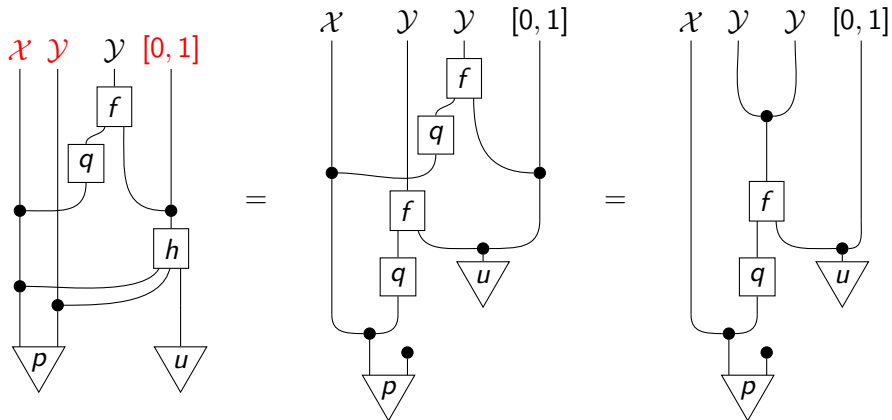 𝒳 𝒴 𝒴 [0, 1] 𝒳 𝒴 𝒴 [0, 1] 𝒳 𝒴 𝒴 [0, 1]
f f
q q
= = f f
h
q u q u
p u p p